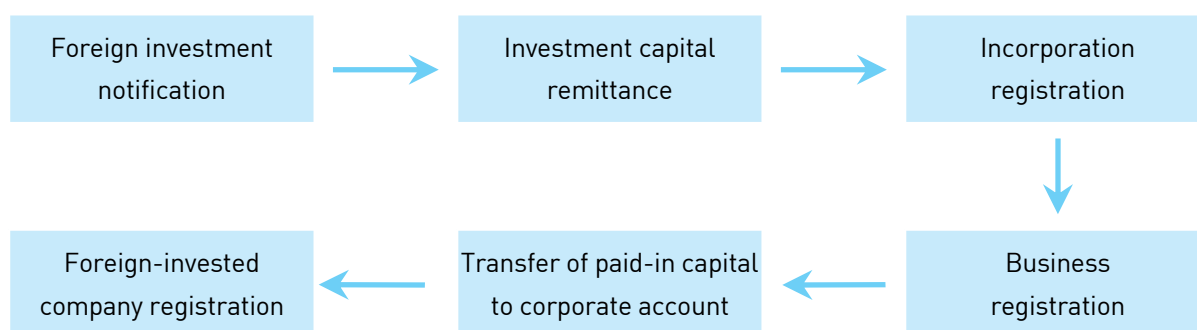 Foreign investment
notification
Investment capital
remittance
Incorporation
registration
Business
registration
Transfer of paid-in capital
to corporate account
Foreign-invested
company registration